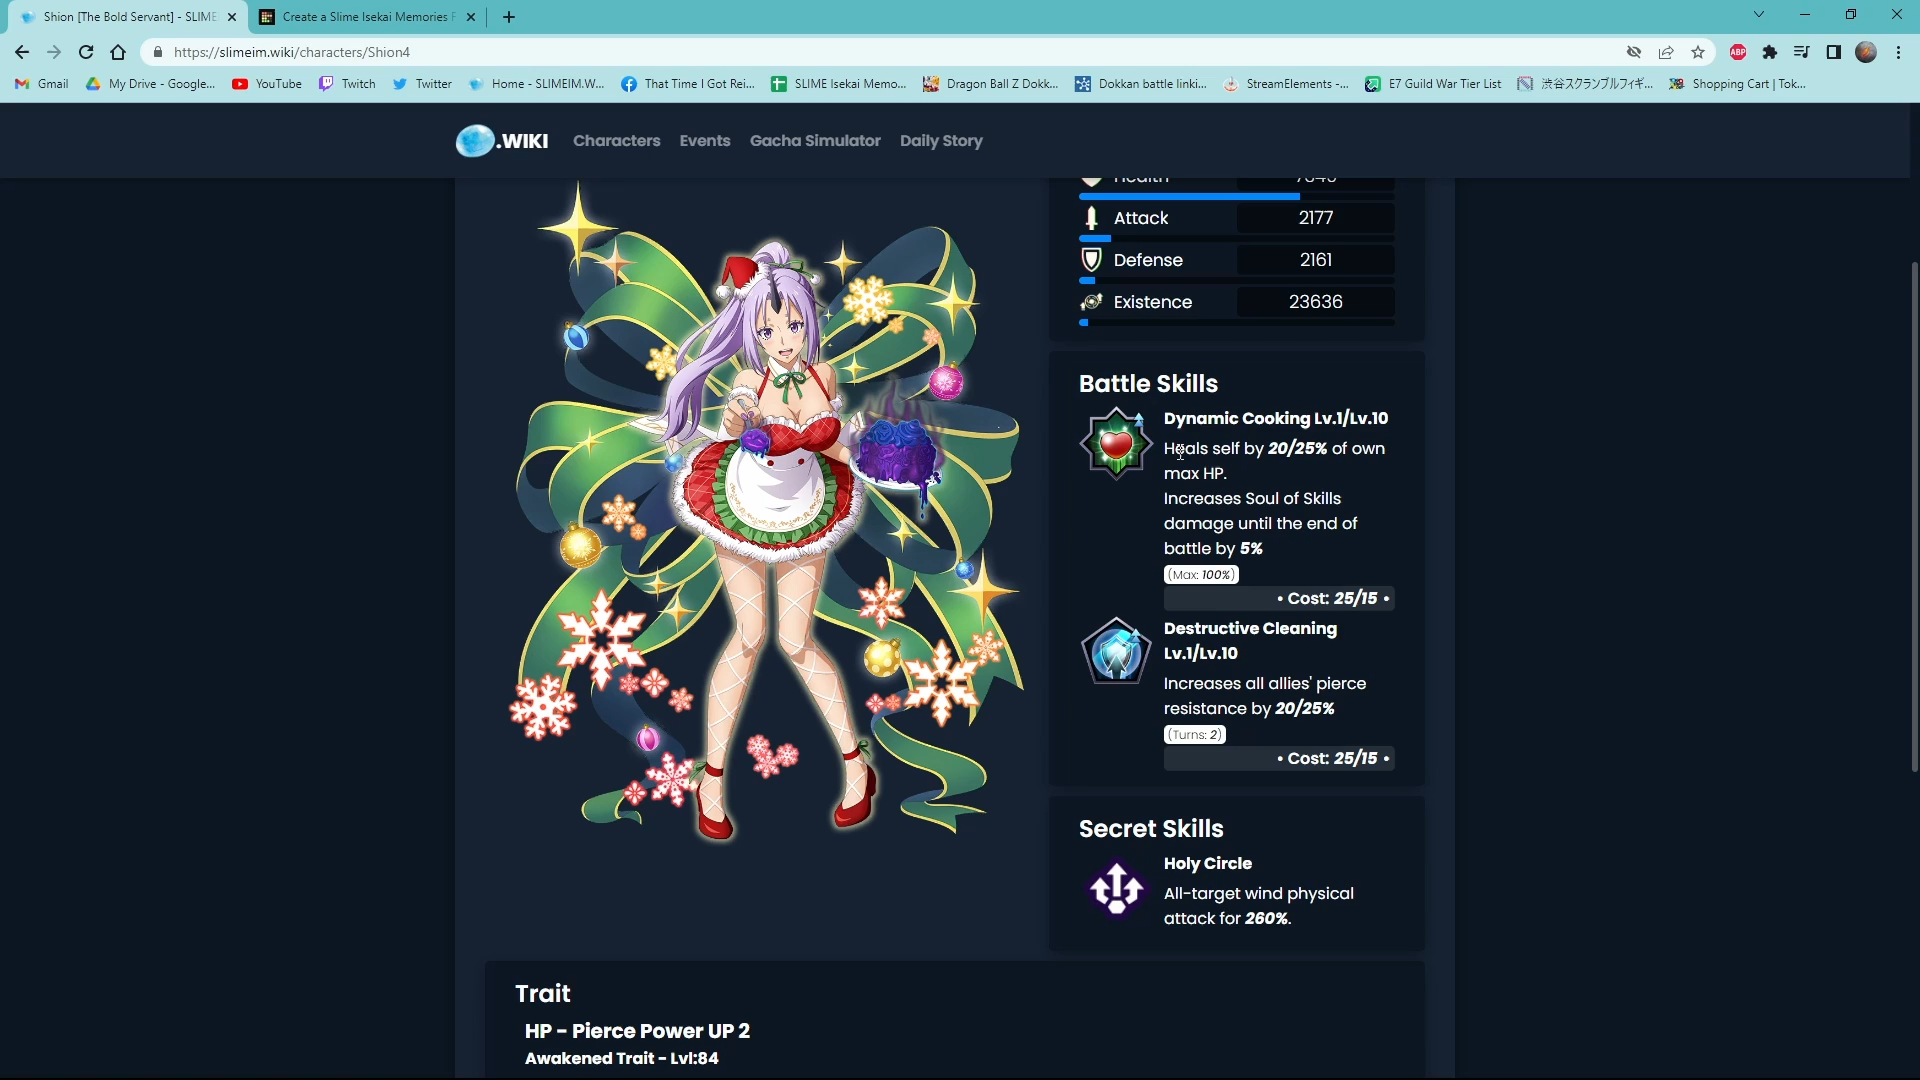 Shion [The Bold Servant] - SLIME
Create a Slime Isekai Memories F
https://slimeim.wiki/characters/Shion4
ABP
Gmail
My Drive - Google...
YouTube
Twitch
Twitter
Home - SLIMEIM.W...
That Time I Got Rei...
SLIME Isekai Memo...
Dragon Ball Z Dokk...
Dokkan battle linki...
StreamElements -...
E7 Guild War Tier List
渋谷スクランブルフィギ...
Shopping Cart | Tok...
.WIKI
Characters
Events
Gacha Simulator
Daily Story
Health
Attack 2177
Defense 2161
Existence 23636
Battle Skills
Dynamic Cooking Lv.1/Lv.10
Heals self by 20/25% of own
max HP.
Increases Soul of Skills
damage until the end of
battle by 5%
(Max: 100%)
• Cost: 25/15 •
Destructive Cleaning
Lv.1/Lv.10
Increases all allies' pierce
resistance by 20/25%
(Turns: 2)
• Cost: 25/15 •
Secret Skills
Holy Circle
All-target wind physical
attack for 260%.
Trait
HP - Pierce Power UP 2
Awakened Trait - Lvl:84